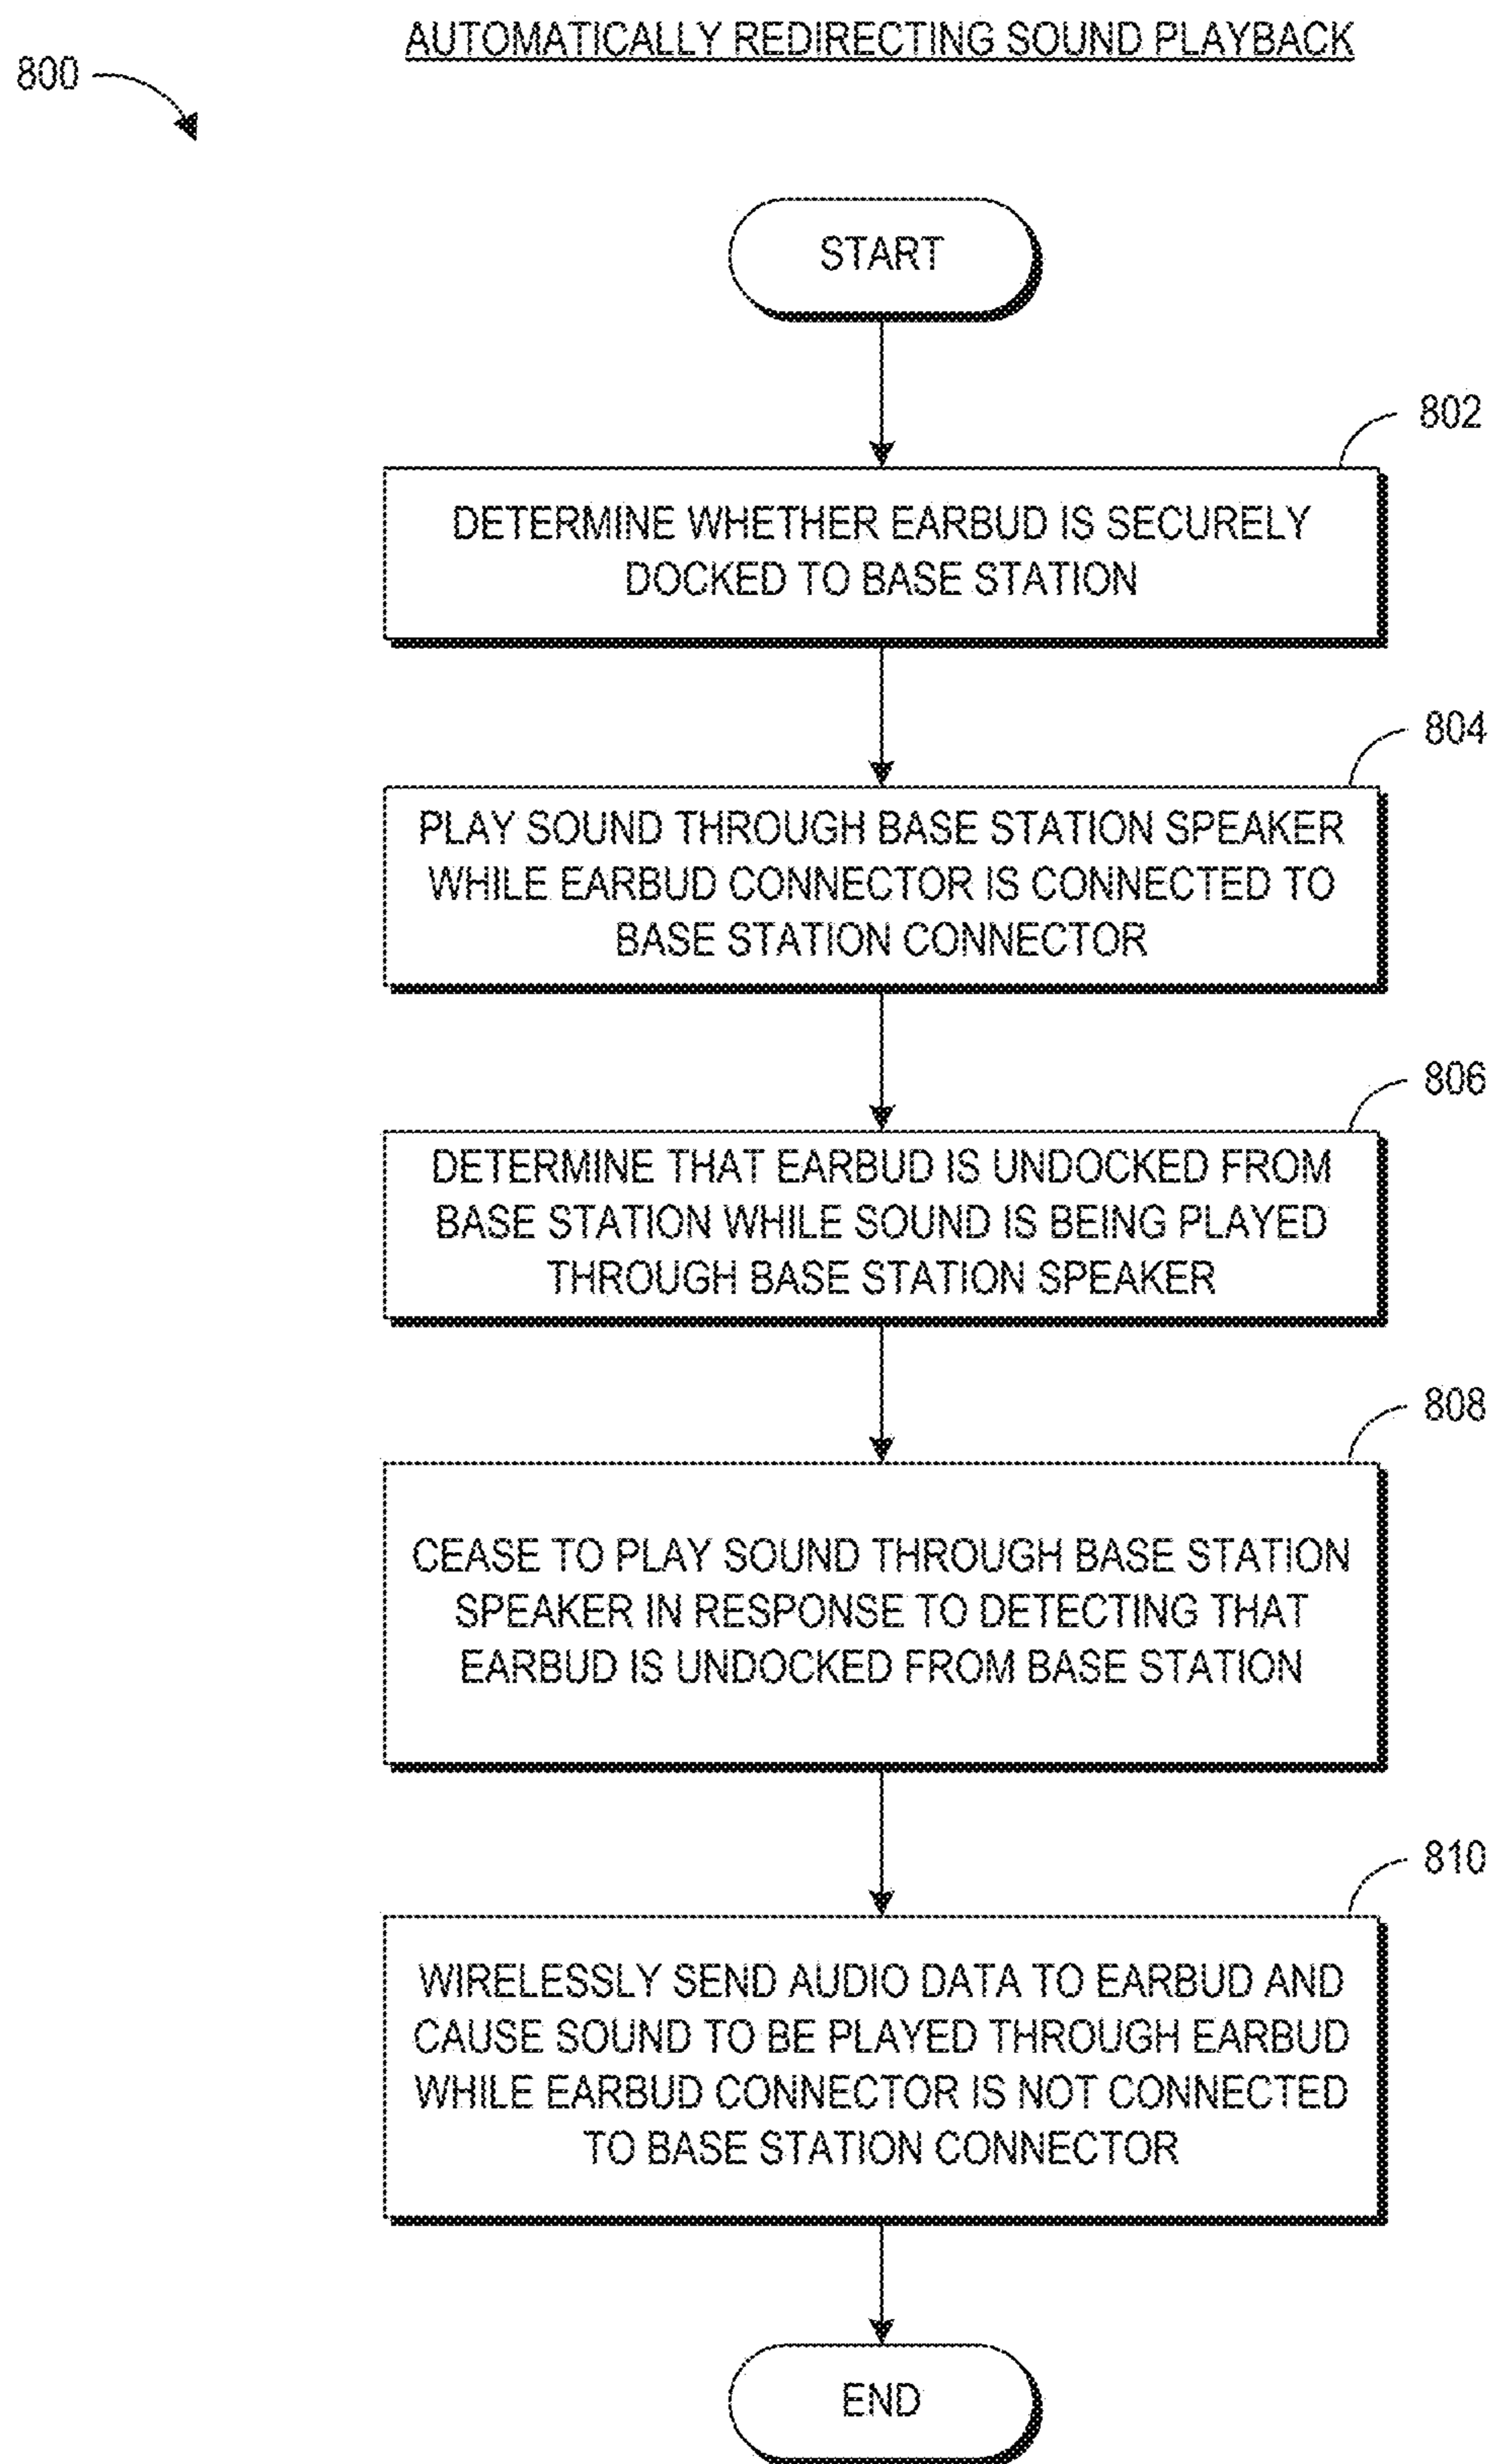 AUTOMATICALLY REDIRECTING SOUND PLAYBACK
800
START
802
DETERMINE WHETHER EARBUD IS SECURELY
DOCKED TO BASE STATION
804
PLAY SOUND THROUGH BASE STATION SPEAKER
WHILE EARBUD CONNECTOR IS CONNECTED TO
BASE STATION CONNECTOR
806
DETERMINE THAT EARBUD IS UNDOCKED FROM
BASE STATION WHILE SOUND IS BEING PLAYED
THROUGH BASE STATION SPEAKER
808
CEASE TO PLAY SOUND THROUGH BASE STATION
SPEAKER IN RESPONSE TO DETECTING THAT
EARBUD IS UNDOCKED FROM BASE STATION
810
WIRELESSLY SEND AUDIO DATA TO EARBUD AND
CAUSE SOUND TO BE PLAYED THROUGH EARBUD
WHILE EARBUD CONNECTOR IS NOT CONNECTED
TO BASE STATION CONNECTOR
END